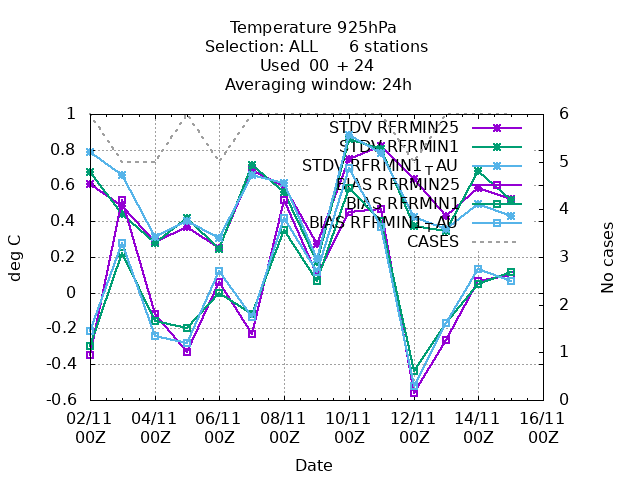 Temperature 925hPa
Selection: ALL 6 stations
Used 00 + 24
Averaging window: 24h
STDV RFRMIN25
STDV RFRMIN1
STDV RFRMIN1_AU
BIAS RFRMIN25
BIAS RFRMIN1
BIAS RFRMIN1_AU
CASES
1
0.8
0.6
0.4
0.2
0
-0.2
-0.4
-0.6
deg C
6
5
4
3
2
1
0
No cases
02/11 04/11 06/11 08/11 10/11 12/11 14/11 16/11
00Z 00Z 00Z 00Z 00Z 00Z 00Z 00Z
Date